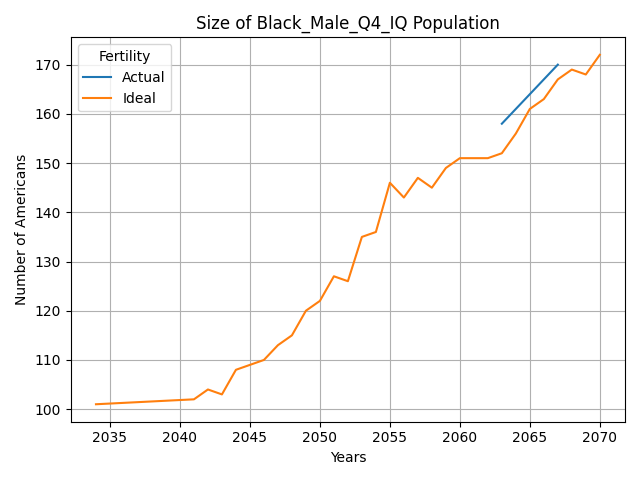 Size of Black_Male_Q4_IQ Population
Fertility
Actual
Ideal
Number of Americans
170
160
150
140
130
120
110
100
2035 2040 2045 2050 2055 2060 2065 2070
Years